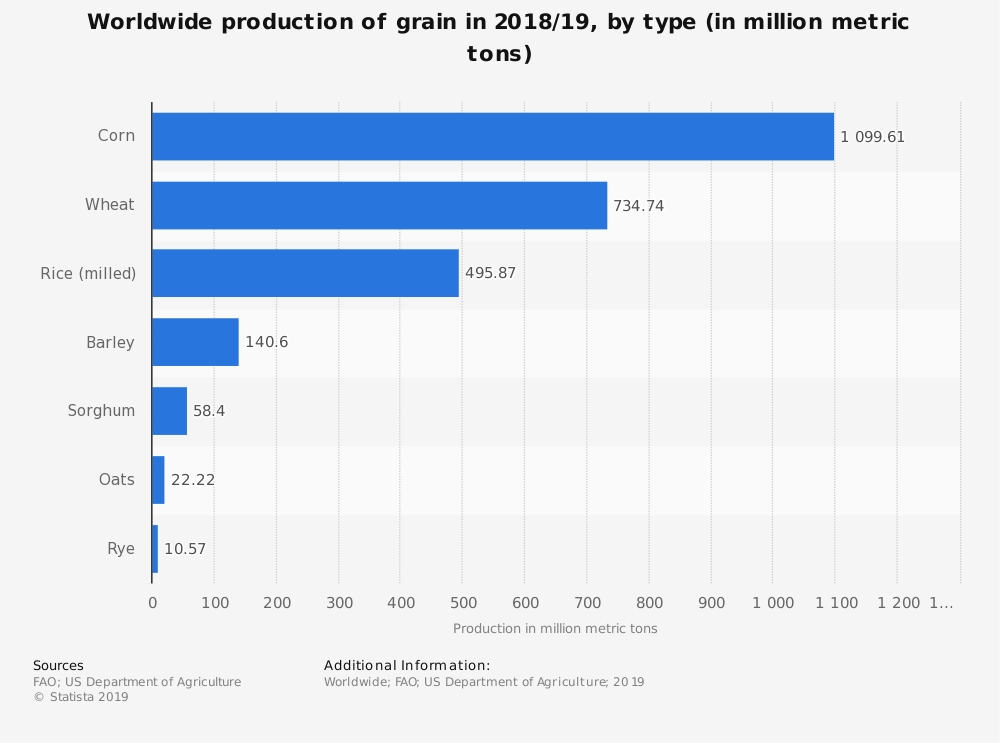 Worldwide production of grain in 2018/19, by type (in million metric
tons)
Corn
1 099.61
Wheat
734.74
Rice (milled)
495.87
Barley
140.6
Sorghum
58.4
Oats
22.22
Rye
10.57
0 100 200 300 400 500 600 700 800 900 1 000 1 100 1 200 1...
Production in million metric tons
Sources
FAO; US Department of Agriculture
© Statista 2019
Additional Information:
Worldwide; FAO; US Department of Agriculture; 2019